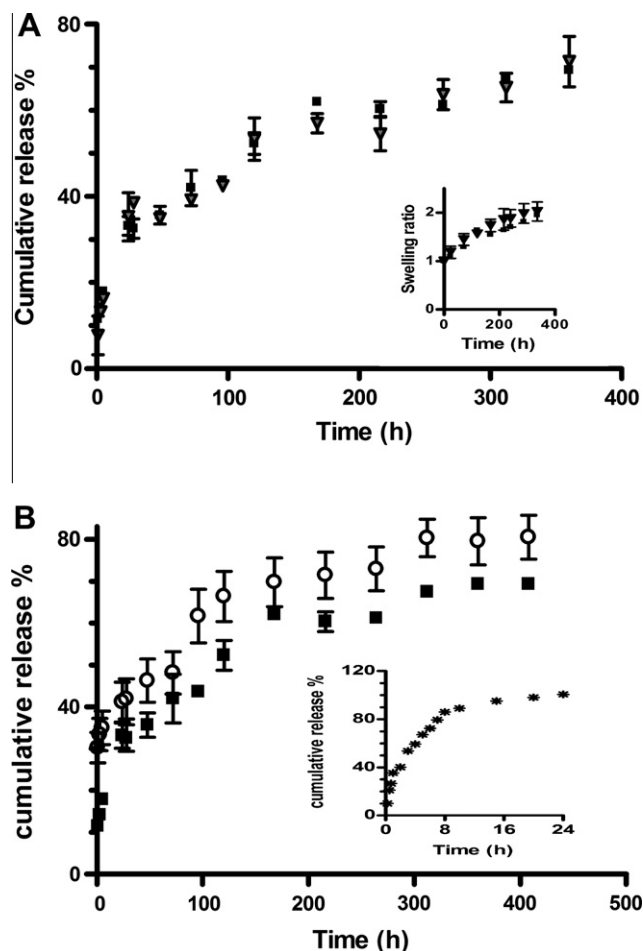 A
Cumulative release %
80
40
0
0 100 200 300 400
Time (h)
Swelling ratio
2
1
0
0 200 400
Time (h)
B
cumulative release %
80
40
0
0 100 200 300 400 500
Time (h)
cumulative release %
120
80
40
0
0 8 16 24
Time (h)